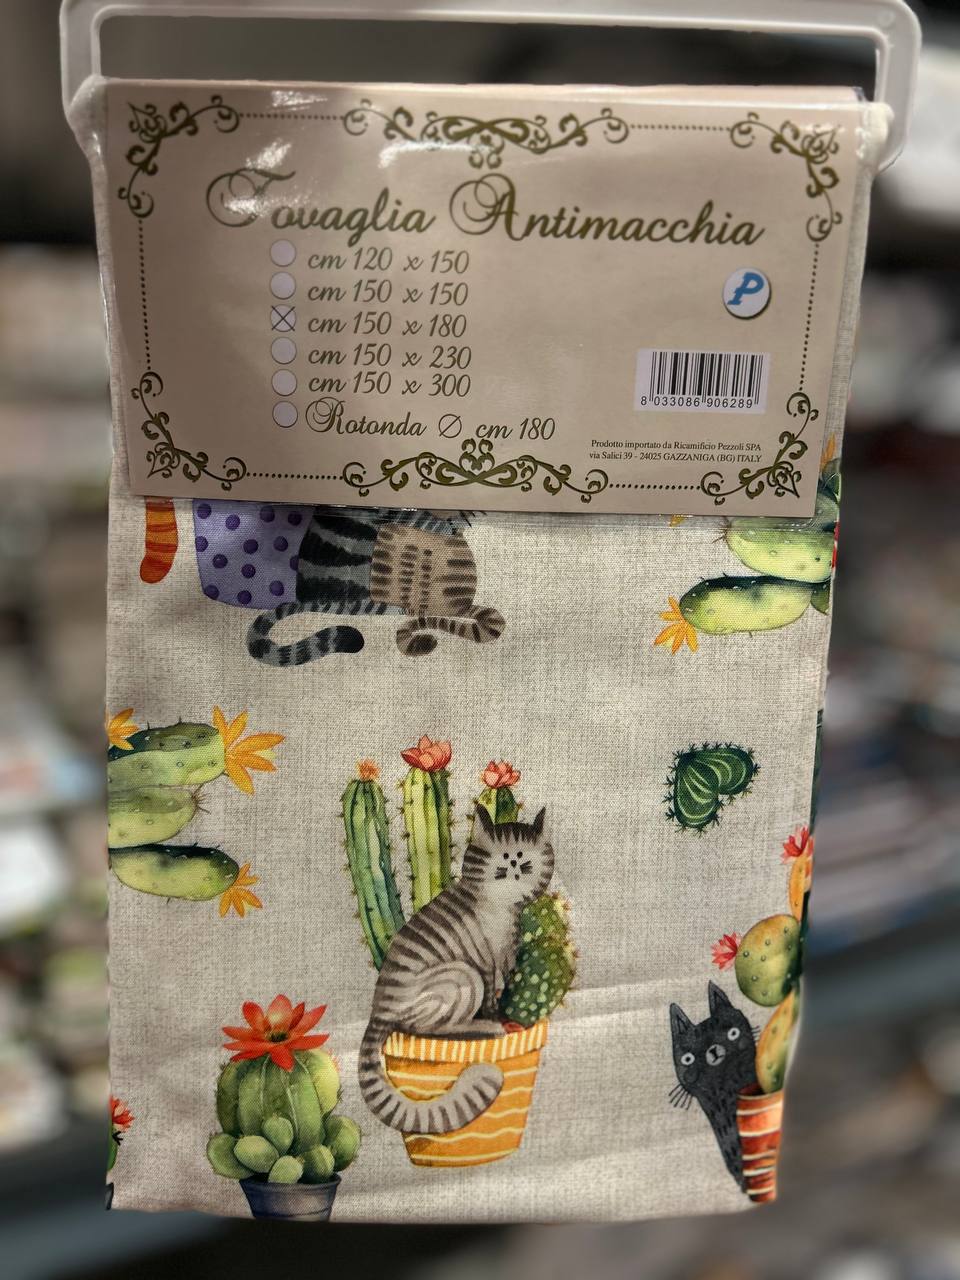 Tovaglia Antimacchia
cm 120 x 150
cm 150 x 150
cm 150 x 180
cm 150 x 230
cm 150 x 300
Rotonda Ø cm 180
P
8 033086 906289
Prodotto importato da Ricamificio Pezzoli SPA
via Salici 39 - 24025 GAZZANIGA (BG) ITALY